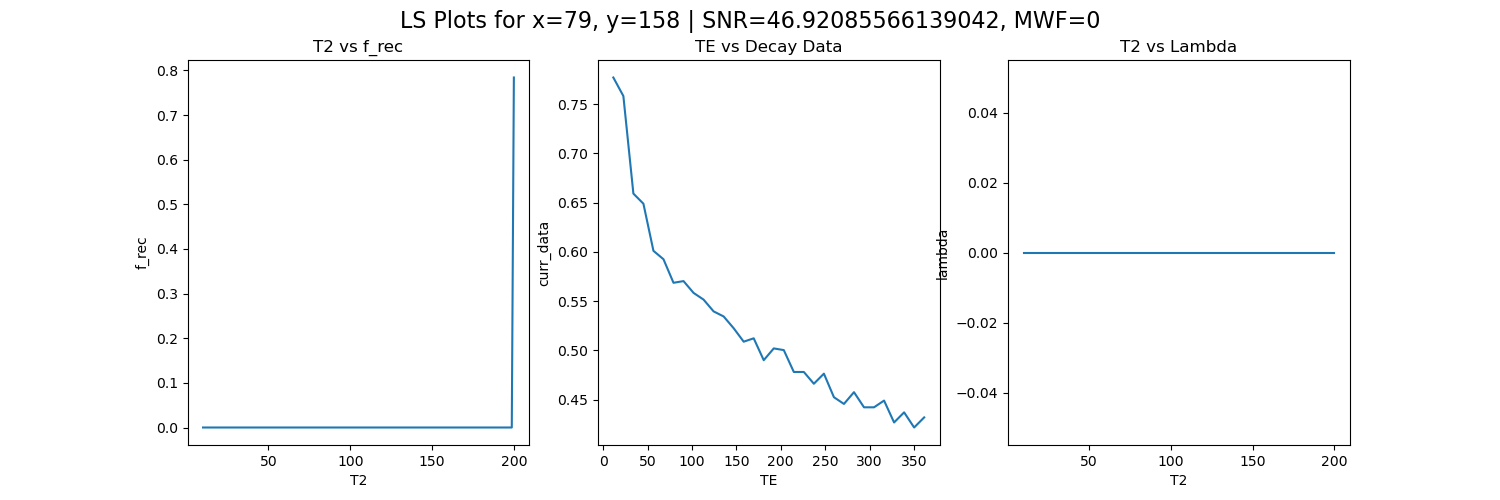 LS Plots for x=79, y=158 | SNR=46.92085566139042, MWF=0
T2 vs f_rec
0.8
0.7
0.6
0.5
0.4
0.3
0.2
0.1
0.0
f_rec
50 100 150 200
T2
TE vs Decay Data
0.75
0.70
0.65
0.60
0.55
0.50
0.45
curr_data
0 50 100 150 200 250 300 350
TE
T2 vs Lambda
0.04
0.02
0.00
−0.02
−0.04
lambda
50 100 150 200
T2